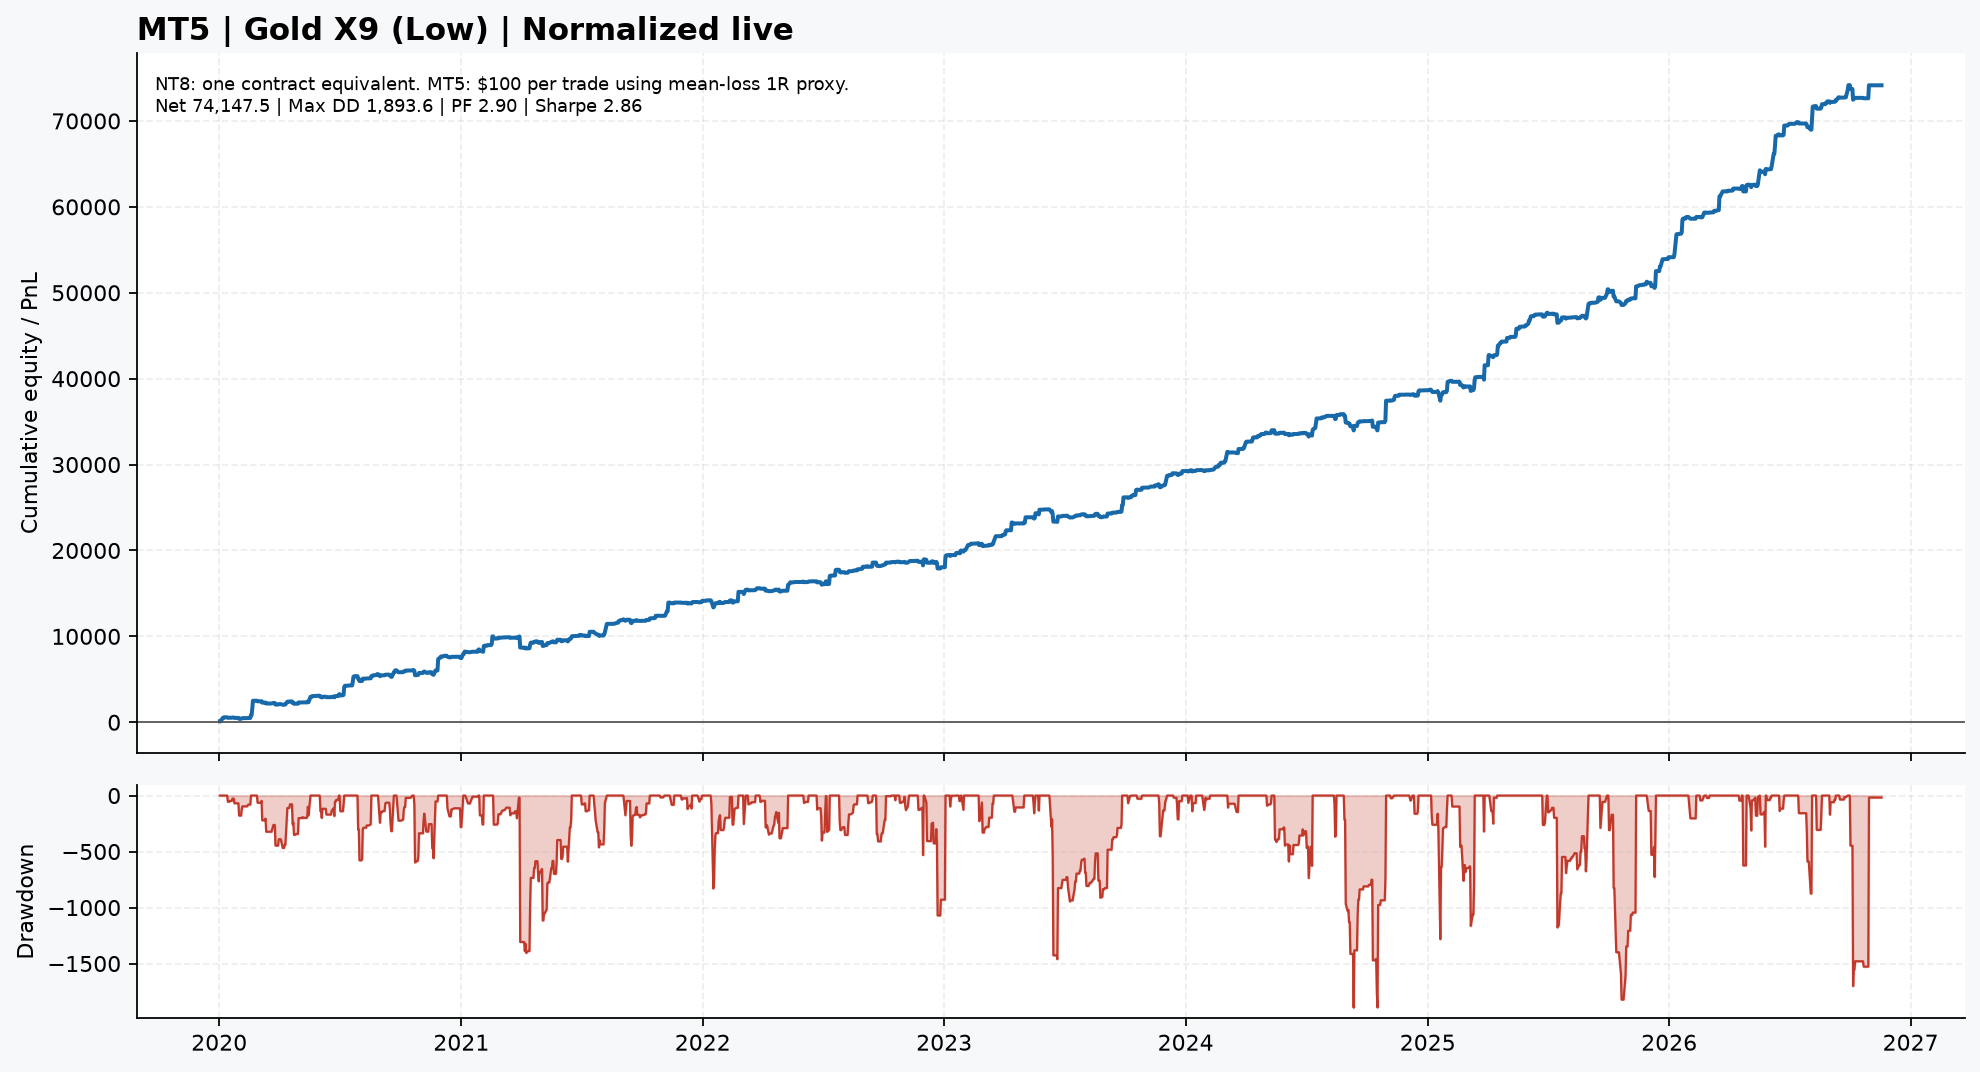 MT5 | Gold X9 (Low) | Normalized live
NT8: one contract equivalent. MT5: $100 per trade using mean-loss 1R proxy.
Net 74,147.5 | Max DD 1,893.6 | PF 2.90 | Sharpe 2.86
Cumulative equity / PnL
70000
60000
50000
40000
30000
20000
10000
0
Drawdown
0
−500
−1000
−1500
2020 2021 2022 2023 2024 2025 2026 2027